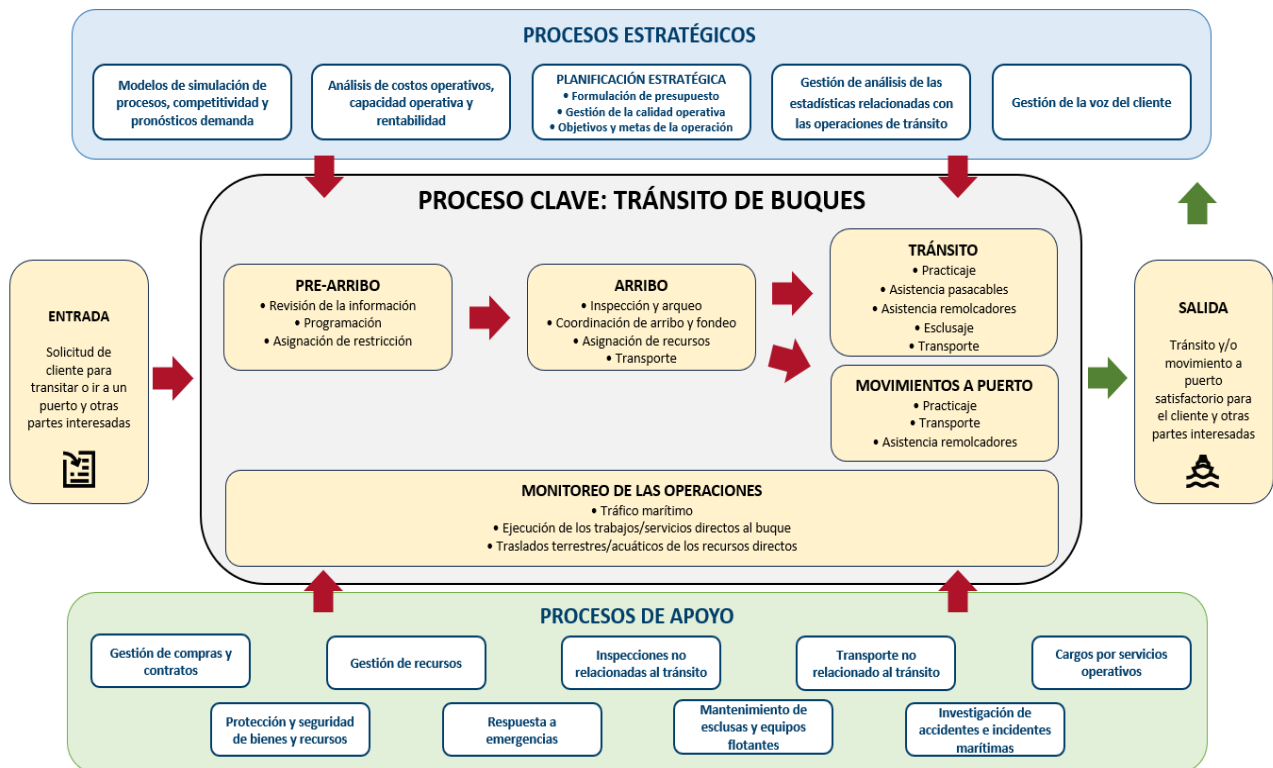 PROCESOS ESTRATÉGICOS
Modelos de simulación de
procesos, competitividad y
pronósticos demanda
Análisis de costos operativos,
capacidad operativa y
rentabilidad
PLANIFICACIÓN ESTRATÉGICA
• Formulación de presupuesto
• Gestión de la calidad operativa
• Objetivos y metas de la operación
Gestión de análisis de las
estadísticas relacionadas con
las operaciones de tránsito
Gestión de la voz del cliente
PROCESO CLAVE: TRÁNSITO DE BUQUES
ENTRADA
Solicitud de
cliente para
transitar o ir a un
puerto y otras
partes interesadas
PRE-ARRIBO
• Revisión de la información
• Programación
• Asignación de restricción
ARRIBO
• Inspección y arqueo
• Coordinación de arribo y fondeo
• Asignación de recursos
• Transporte
TRÁNSITO
• Practicaje
• Asistencia pasacables
• Asistencia remolcadores
• Esclusaje
• Transporte
MOVIMIENTOS A PUERTO
• Practicaje
• Transporte
• Asistencia remolcadores
SALIDA
Tránsito y/o
movimiento a
puerto
satisfactorio para
el cliente y otras
partes interesadas
MONITOREO DE LAS OPERACIONES
• Tráfico marítimo
• Ejecución de los trabajos/servicios directos al buque
• Traslados terrestres/acuáticos de los recursos directos
PROCESOS DE APOYO
Gestión de compras y
contratos
Gestión de recursos
Inspecciones no
relacionadas al tránsito
Transporte no
relacionado al tránsito
Cargos por servicios
operativos
Protección y seguridad
de bienes y recursos
Respuesta a
emergencias
Mantenimiento de
esclusas y equipos
flotantes
Investigación de
accidentes e incidentes
marítimas